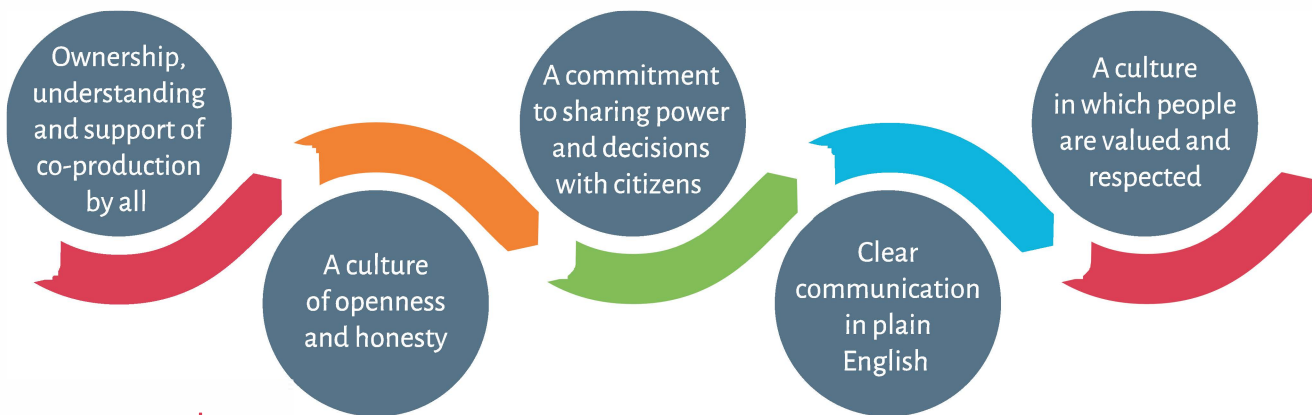 Ownership,
understanding
and support of
co-production
by all
A culture
of openness
and honesty
A commitment
to sharing power
and decisions
with citizens
Clear
communication
in plain
English
A culture
in which people
are valued and
respected